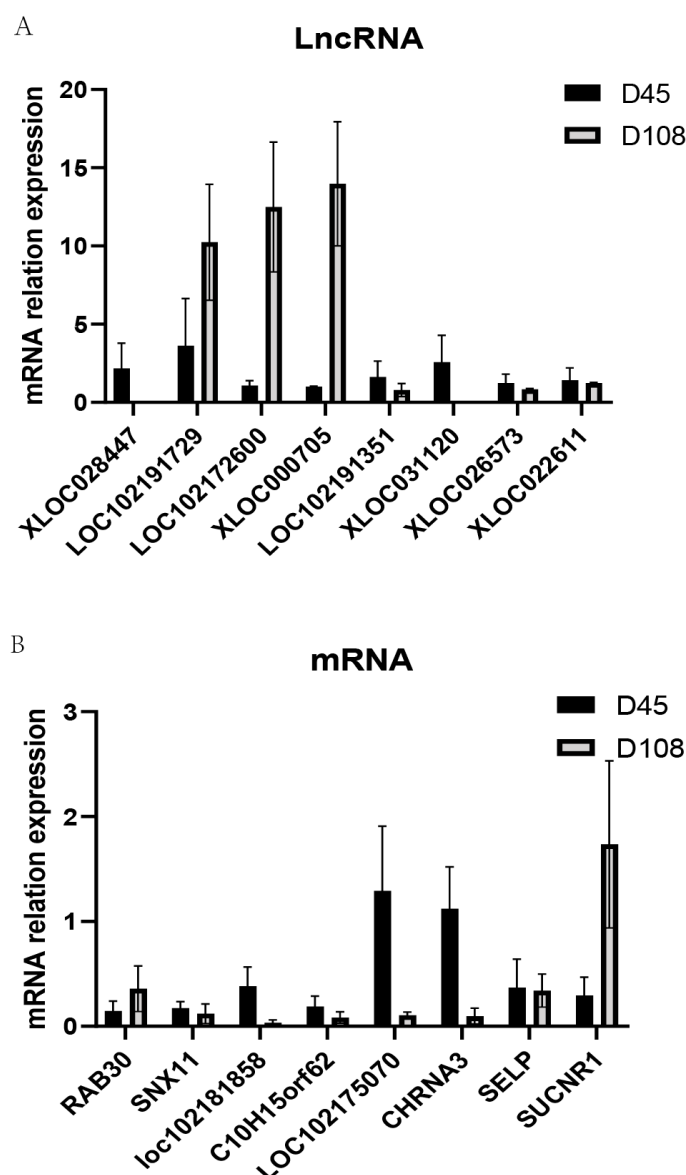 A
LncRNA
mRNA relation expression
20
15
10
5
0
D45
D108
XLOC028447
LOC102191729
LOC102172600
XLOC000705
LOC102191351
XLOC031120
XLOC026573
XLOC022611
B
mRNA
mRNA relation expression
3
2
1
0
D45
D108
RAB30
SNX11
loc102181858
C10H15orf62
LOC102175070
CHRNA3
SELP
SUCNR1